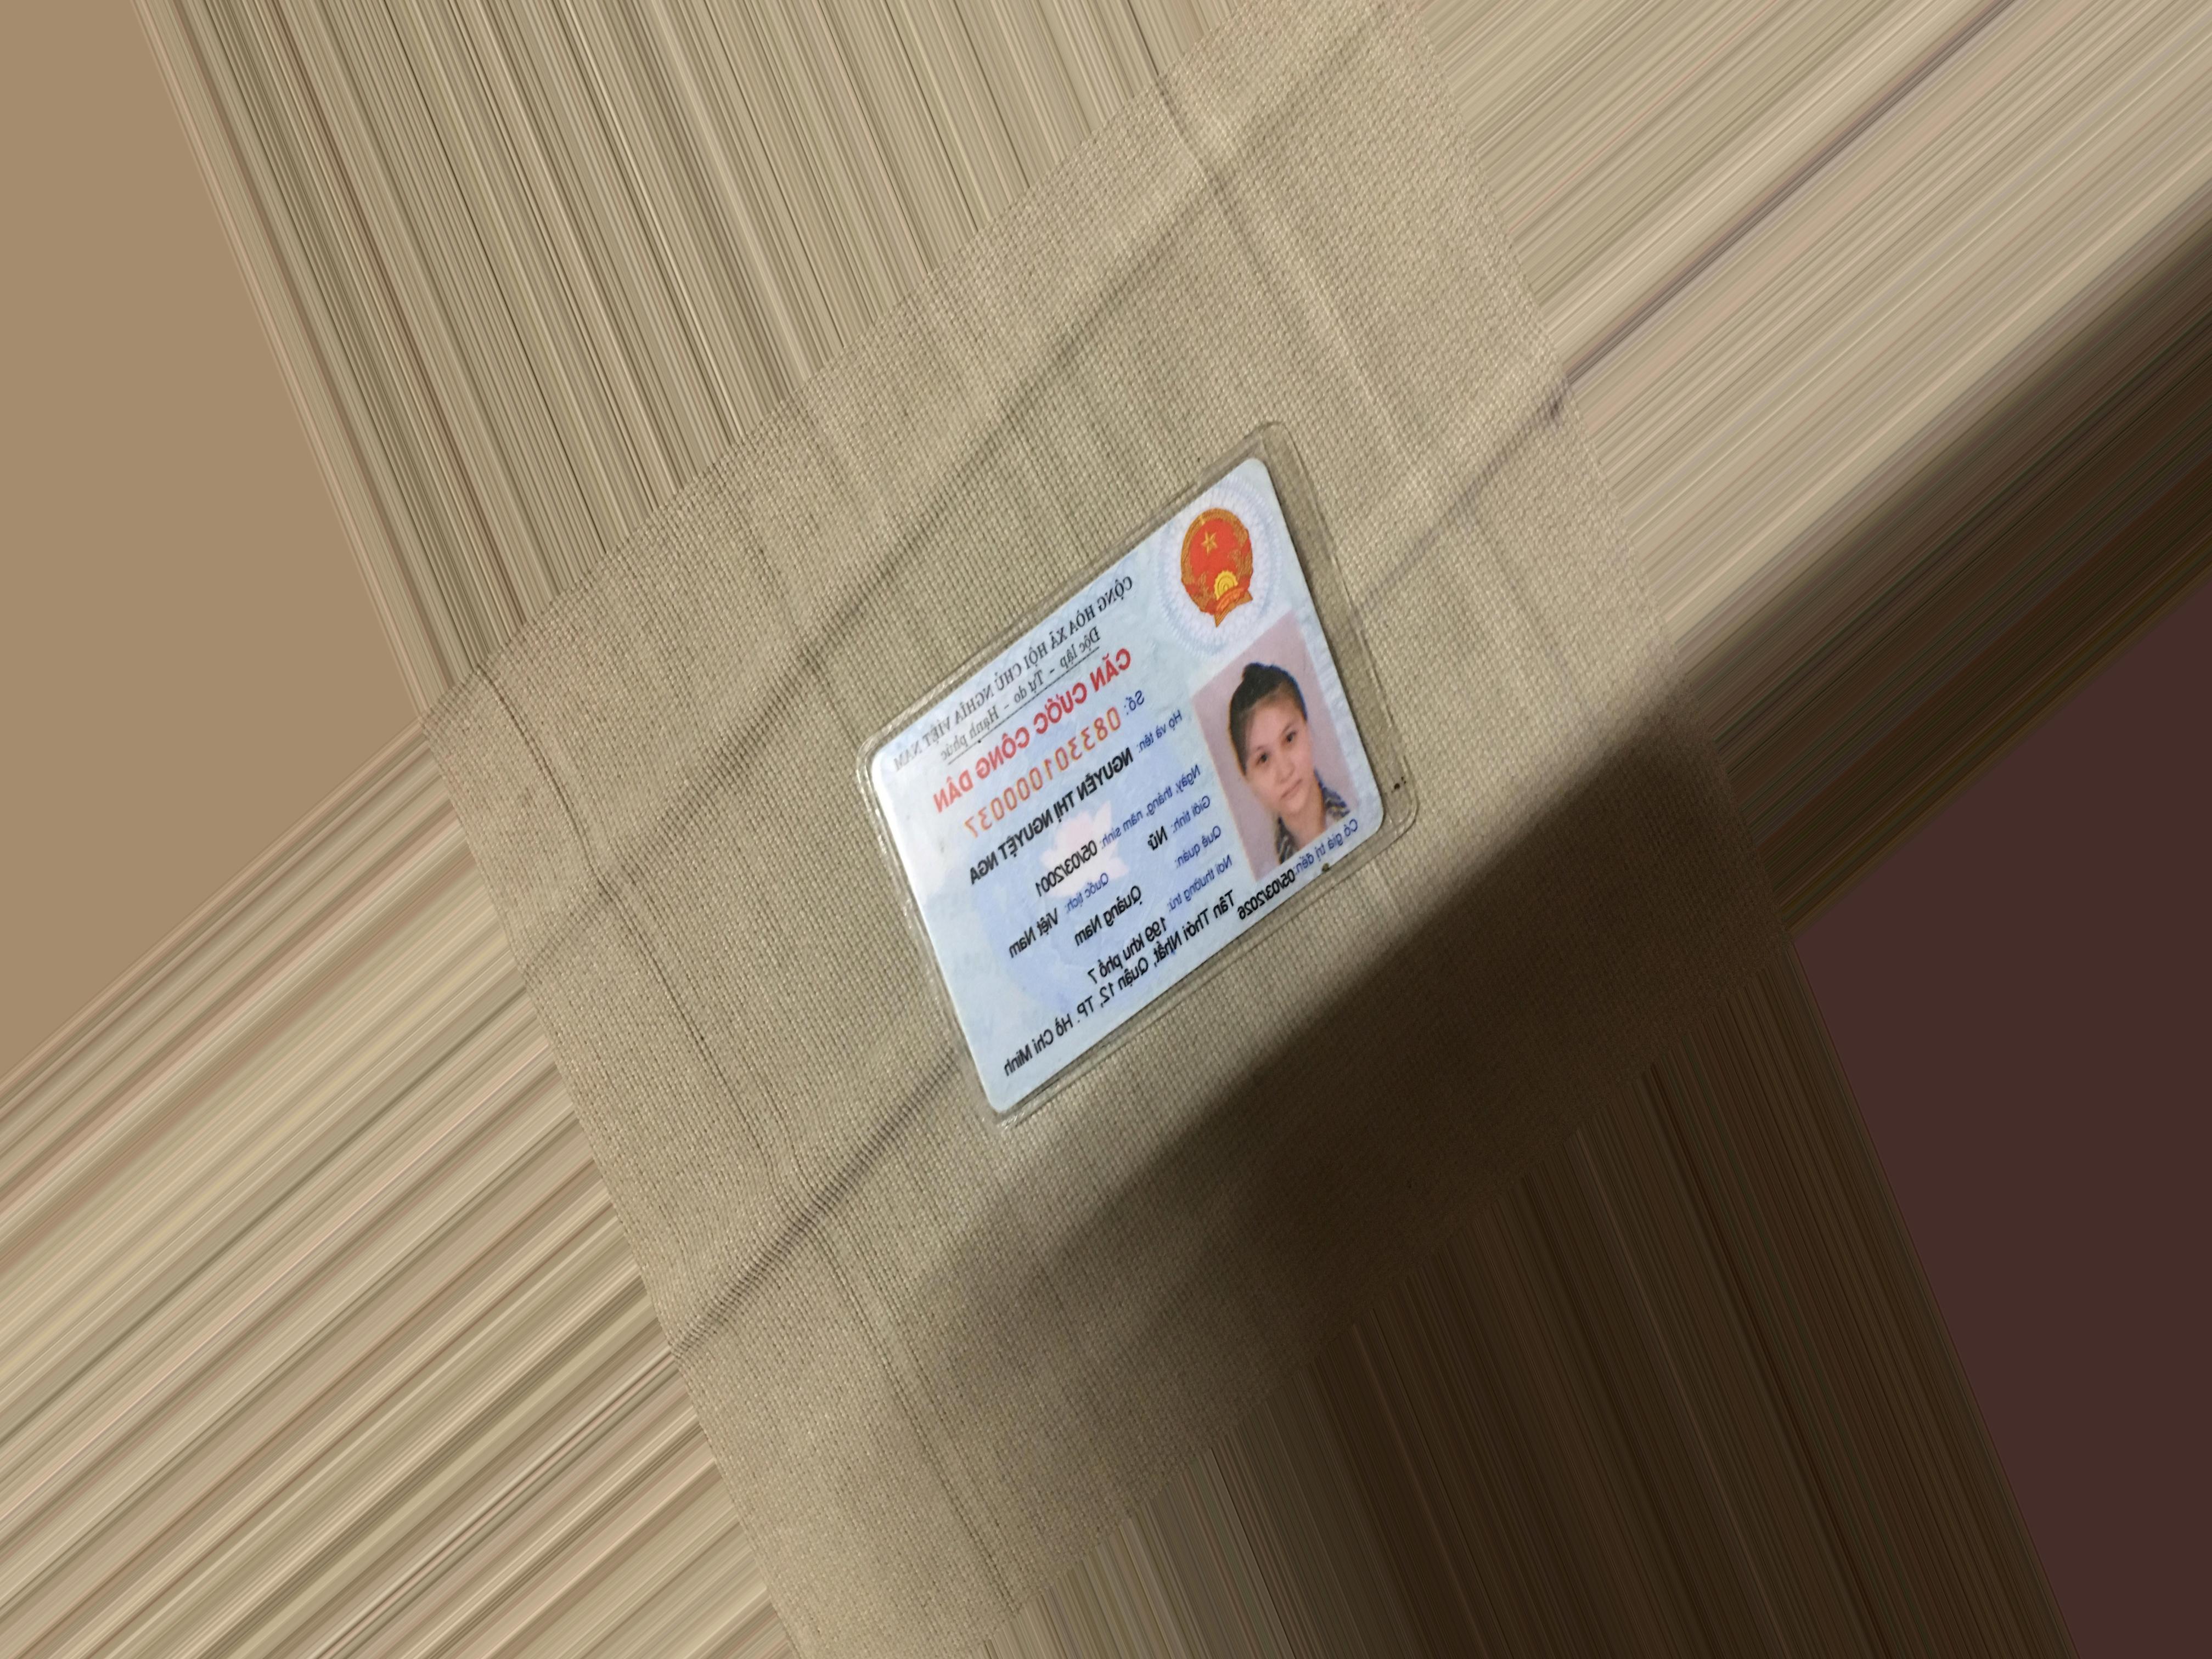 CỘNG HÒA XÃ HỘI CHỦ NGHĨA VIỆT NAM
Độc lập - Tự do - Hạnh phúc
CĂN CƯỚC CÔNG DÂN
Số: 083301000037
Họ và tên:
NGUYỄN THỊ NGUYỆT NGA
Ngày, tháng, năm sinh: 05/03/2001
Giới tính: Nữ Quốc tịch: Việt Nam
Quê quán: Quảng Nam
Nơi thường trú: 199 khu phố 7
Tân Thới Nhất, Quận 12, TP. Hồ Chi Minh
Có giá trị đến: 05/03/2026